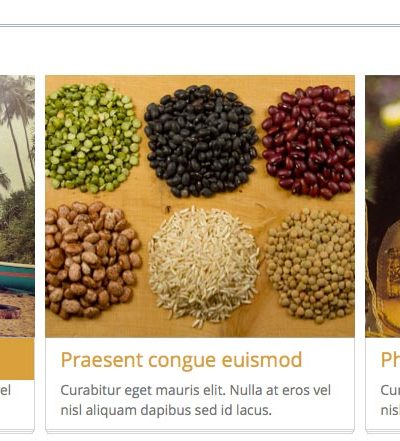 Praesent congue euismod
Curabitur eget mauris elit. Nulla at eros vel
nisl aliquam dapibus sed id lacus.
el
Ph
Cu
nis